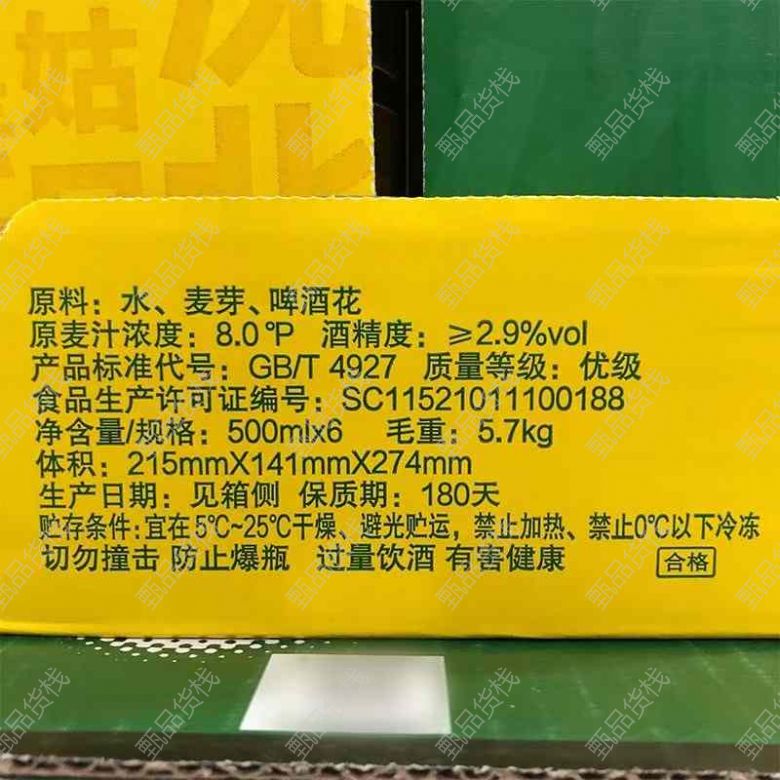 姑
原料：水、麦芽、啤酒花
原麦汁浓度：8.0°P 酒精度：≥2.9%vol
产品标准代号：GB/T 4927 质量等级：优级
食品生产许可证编号：SC11521011100188
净含量/规格：500mlx6 毛重：5.7kg
体积：215mmX141mmX274mm
生产日期：见箱侧 保质期：180天
贮存条件：宜在5℃~25℃干燥、避光贮运，禁止加热、禁止0℃以下冷冻
切勿撞击 防止爆瓶 过量饮酒 有害健康
合格
甄品货栈